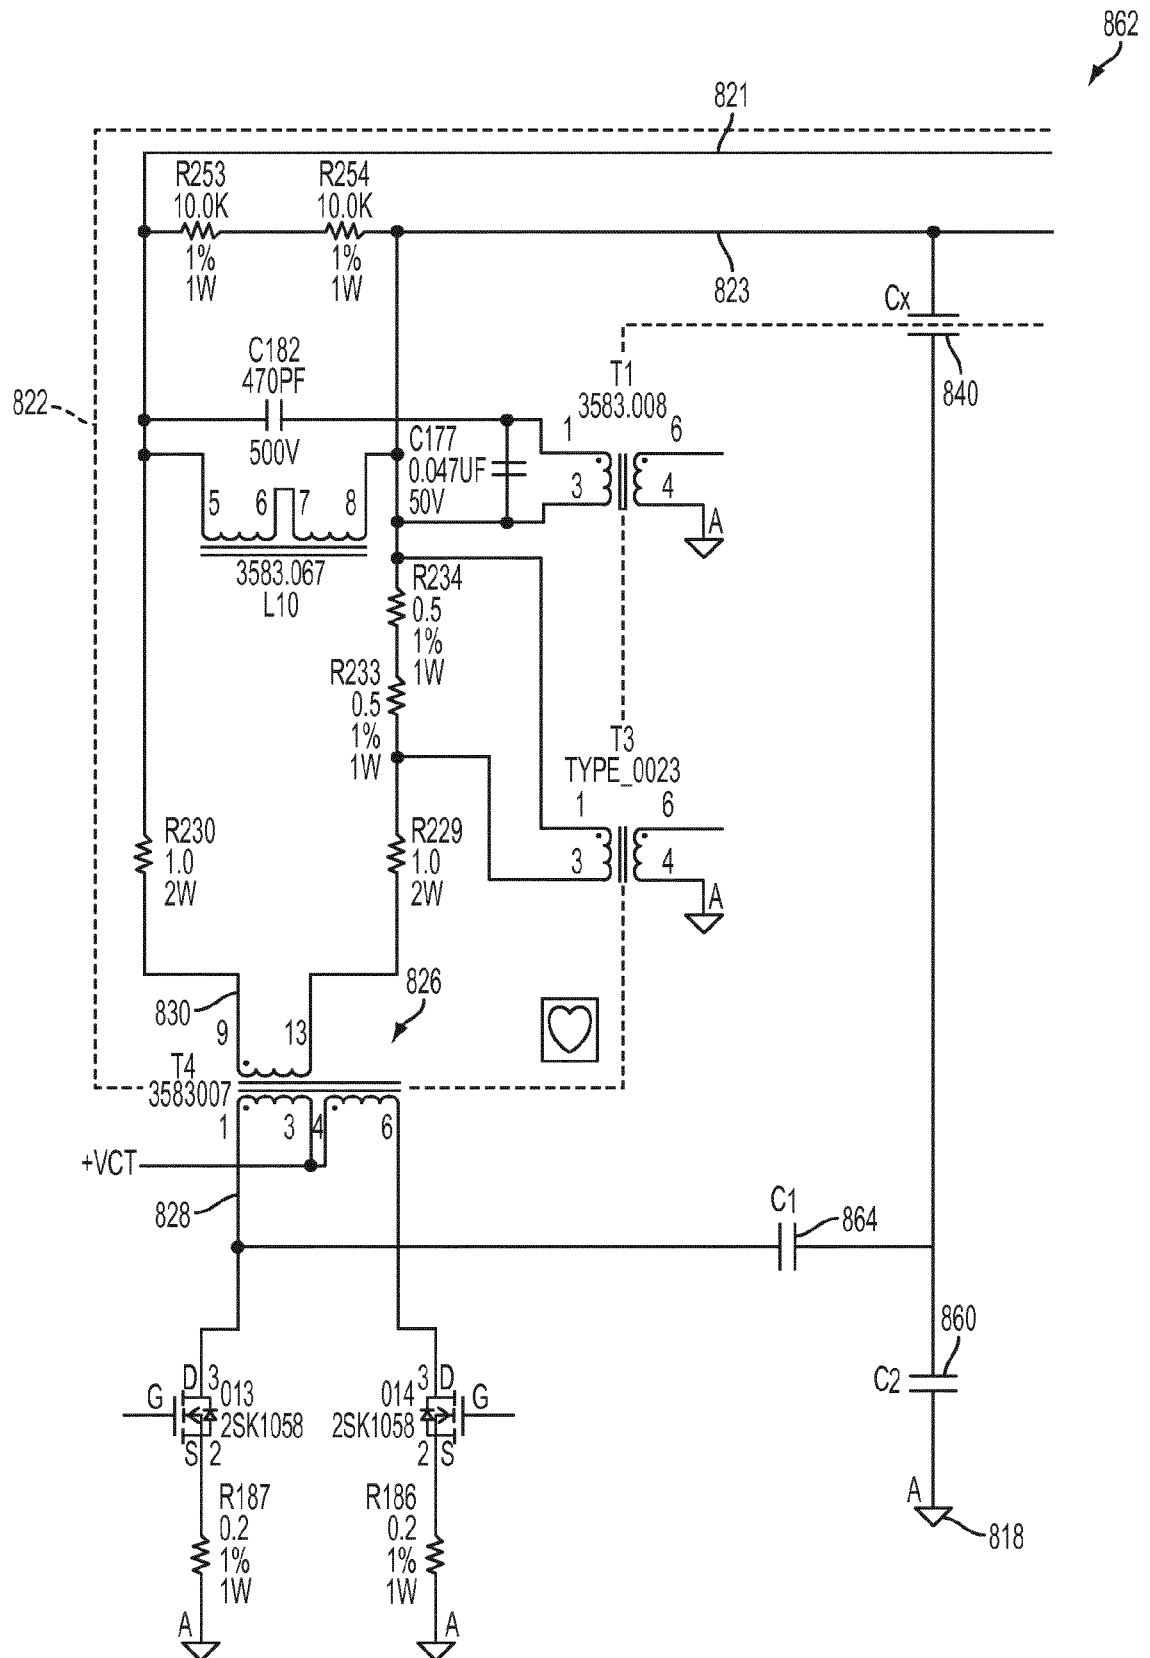 862
821
R253
10.0K
1%
1W
R254
10.0K
1%
1W
823
Cx
840
822
C182
470PF
500V
C177
0.047UF
50V
T1
3583.008
1
3
6
4
A
5
6
7
8
3583.067
L10
R234
0.5
1%
1W
R233
0.5
1%
1W
T3
TYPE_0023
1
3
6
4
A
R230
1.0
2W
R229
1.0
2W
826
830
9
13
T4
3583007
1
3
4
6
+VCT
828
C1
864
860
C2
A
818
G
D
3
013
2SK1058
S
2
3
D
G
014
2SK1058
2
S
R187
0.2
1%
1W
A
R186
0.2
1%
1W
A